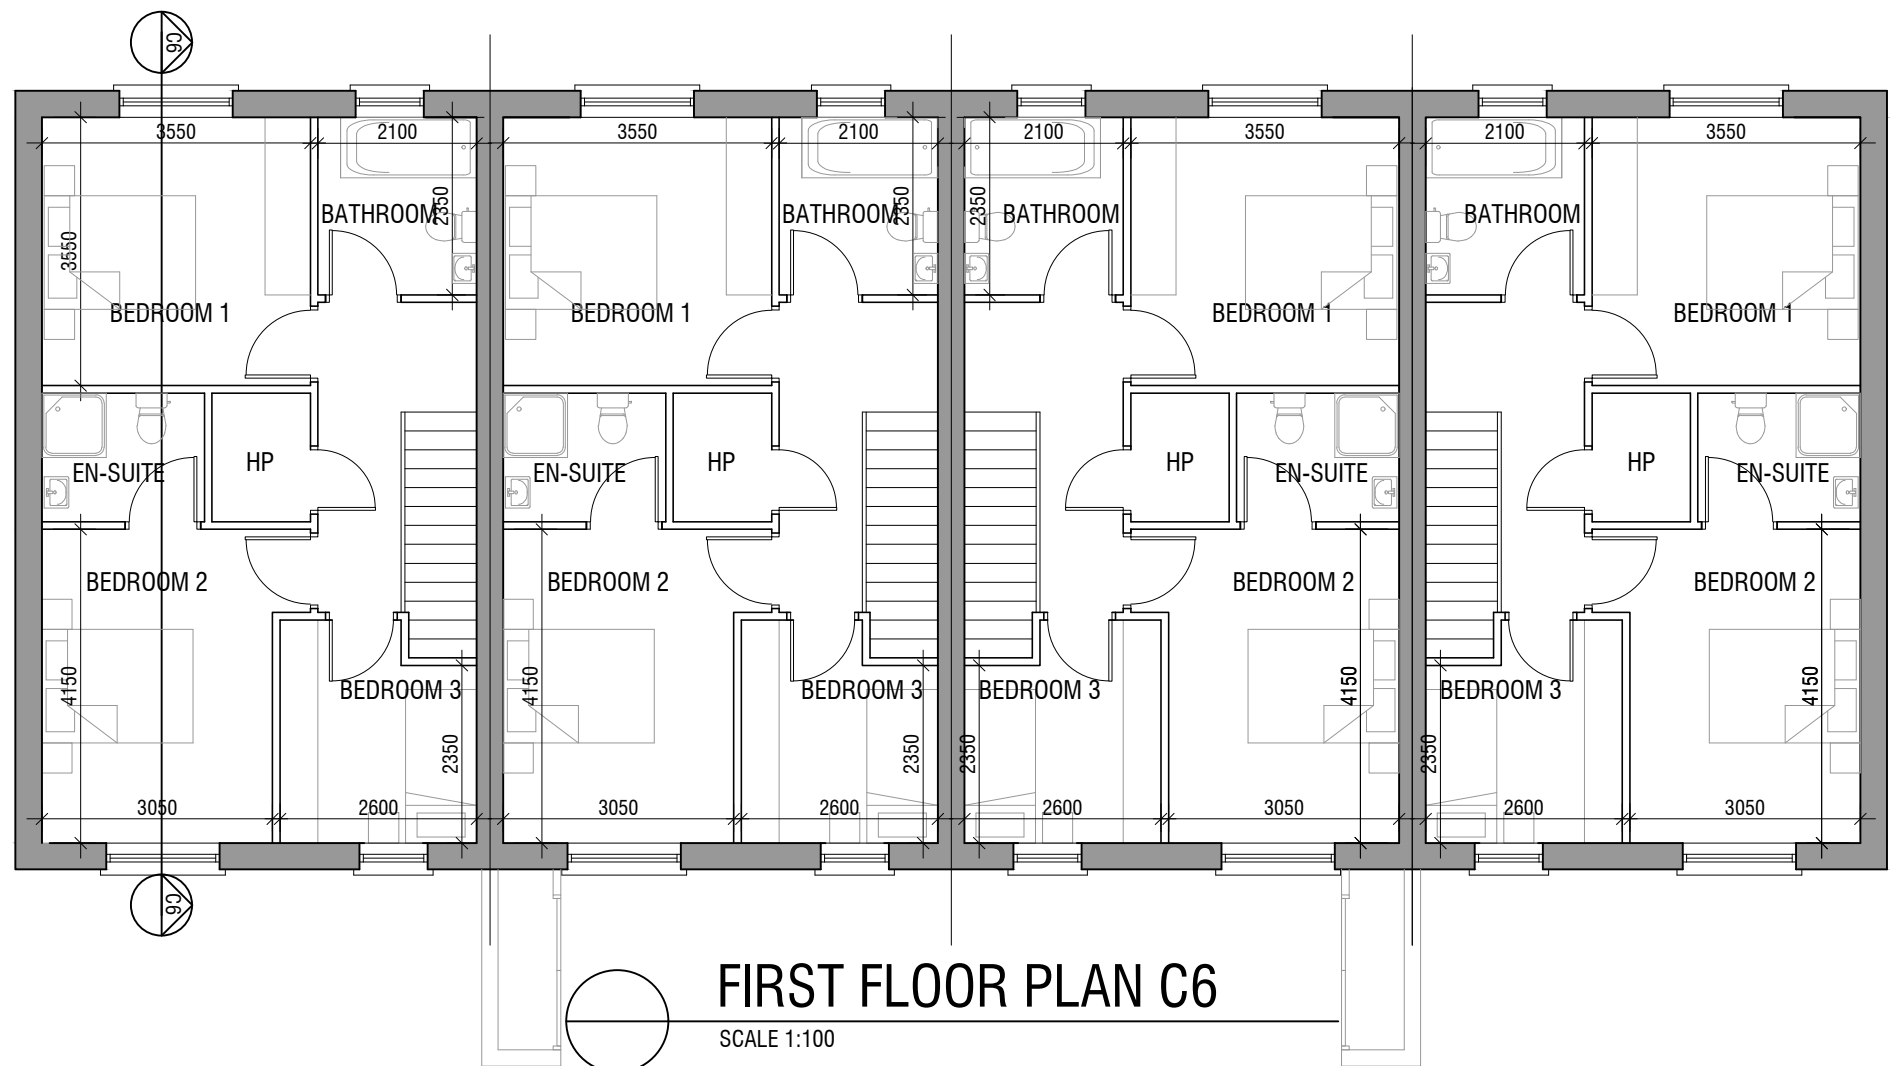 C6
3550 2100 3550 2100 2100 3550 2100 3550
2350 2350 2350
BATHROOM BATHROOM BATHROOM BATHROOM
3550
BEDROOM 1 BEDROOM 1 BEDROOM 1 BEDROOM 1
EN-SUITE HP EN-SUITE HP HP EN-SUITE HP EN-SUITE
BEDROOM 2 BEDROOM 2 BEDROOM 2 BEDROOM 2
4150 4150 4150 4150
BEDROOM 3 BEDROOM 3 BEDROOM 3 BEDROOM 3
2350 2350 2350 2350
3050 2600 3050 2600 2600 3050 2600 3050
C6
FIRST FLOOR PLAN C6
SCALE 1:100